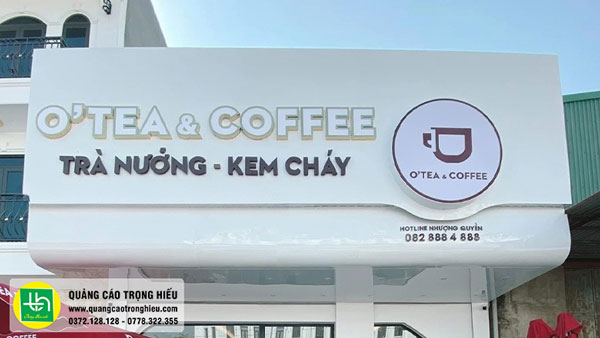 O'TEA & COFFEE
TRÀ NƯỚNG - KEM CHÁY
O'TEA & COFFEE
HOTLINE NHƯỢNG QUYỀN
082 888 4 888
QUẢNG CÁO TRỌNG HIẾU
www.quangcaotronghieu.com
0372.128.128 - 0778.322.355
COFFEE